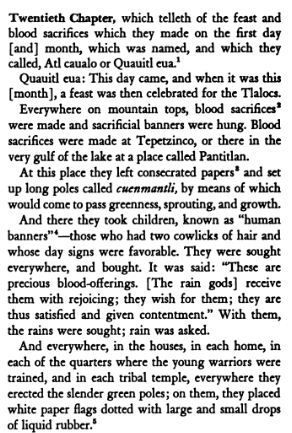 Twentieth Chapter, which telleth of the feast and
blood sacrifices which they made on the first day
[and] month, which was named, and which they
called, Atl caualo or Quauitl eua.¹
Quauitl eua: This day came, and when it was this
[month], a feast was then celebrated for the Tlalocs.
Everywhere on mountain tops, blood sacrifices²
were made and sacrificial banners were hung. Blood
sacrifices were made at Tepetzinco, or there in the
very gulf of the lake at a place called Pantitlan.
At this place they left consecrated papers³ and set
up long poles called cuenmantli, by means of which
would come to pass greenness, sprouting, and growth.
And there they took children, known as "human
banners"⁴—those who had two cowlicks of hair and
whose day signs were favorable. They were sought
everywhere, and bought. It was said: "These are
precious blood-offerings. [The rain gods] receive
them with rejoicing; they wish for them; they are
thus satisfied and given contentment." With them,
the rains were sought; rain was asked.
And everywhere, in the houses, in each home, in
each of the quarters where the young warriors were
trained, and in each tribal temple, everywhere they
erected the slender green poles; on them, they placed
white paper flags dotted with large and small drops
of liquid rubber.⁵